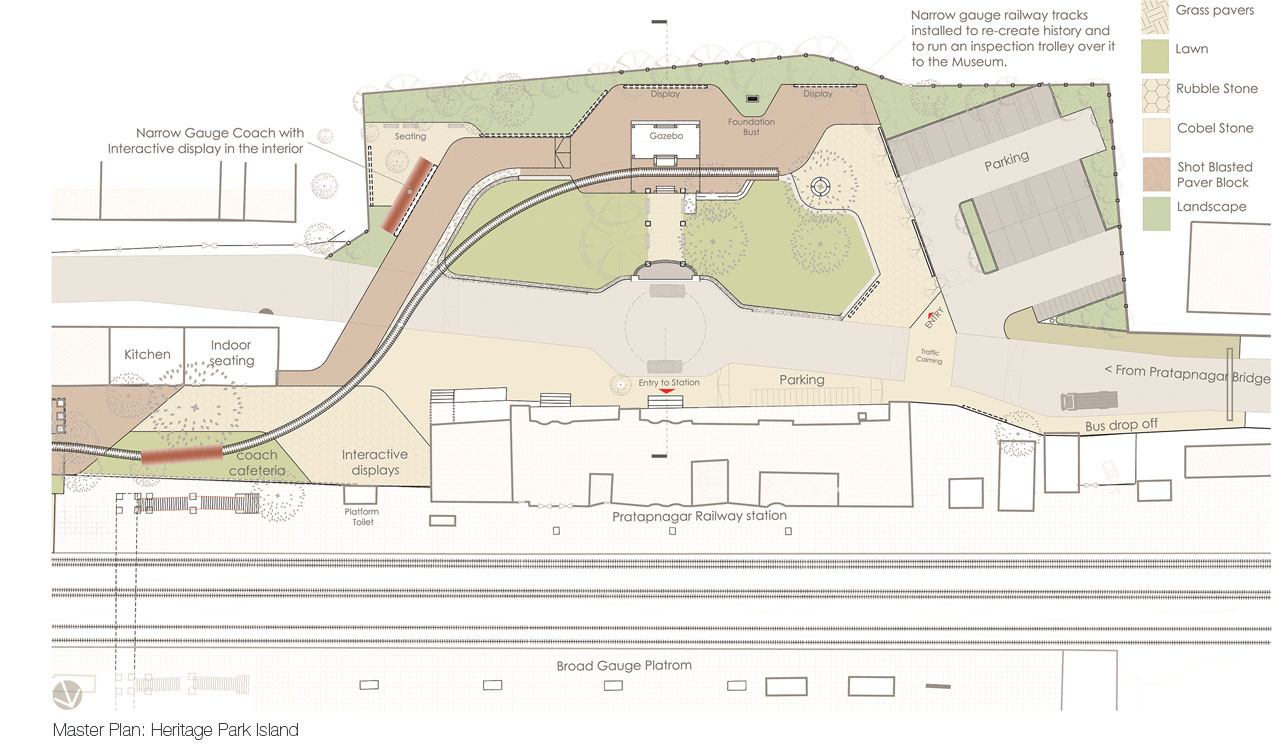 Narrow gauge railway tracks
installed to re-create history and
to run an inspection trolley over it
to the Museum.
Grass pavers
Lawn
Rubble Stone
Cobel Stone
Shot Blasted
Paver Block
Landscape
Narrow Gauge Coach with
Interactive display in the interior
Seating
Display
Foundation
Bust
Display
Gazebo
Parking
Kitchen
Indoor
seating
ENTRY
Traffic
Calming
Entry to Station
Parking
< From Pratapnagar Bridge
Bus drop off
coach
cafeteria
Interactive
displays
Platform
Toilet
Pratapnagar Railway station
Broad Gauge Platrom
Master Plan: Heritage Park Island